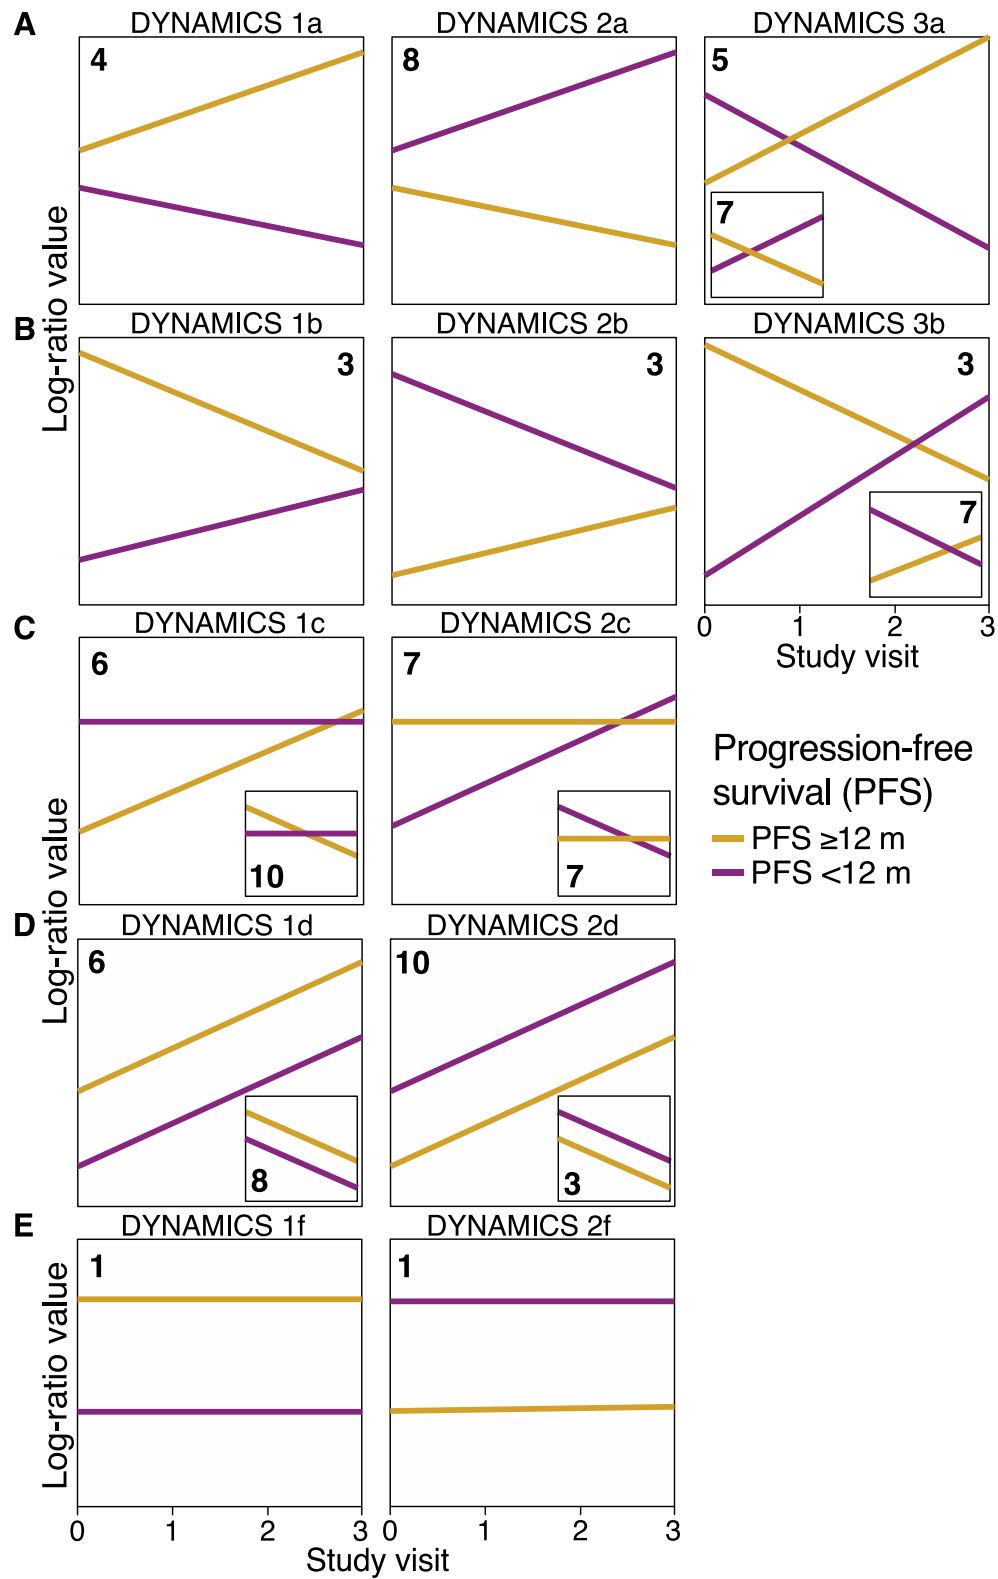 A
DYNAMICS 1a
DYNAMICS 2a
DYNAMICS 3a
4
8
5
7
Log-ratio value
B
DYNAMICS 1b
DYNAMICS 2b
DYNAMICS 3b
3
3
3
7
0 1 2 3
Study visit
C
DYNAMICS 1c
DYNAMICS 2c
6
10
7
7
Progression-free
survival (PFS)
PFS ≥12 m
PFS <12 m
Log-ratio value
D
DYNAMICS 1d
DYNAMICS 2d
6
8
10
3
E
DYNAMICS 1f
DYNAMICS 2f
1
1
Log-ratio value
0 1 2 3 0 1 2 3
Study visit